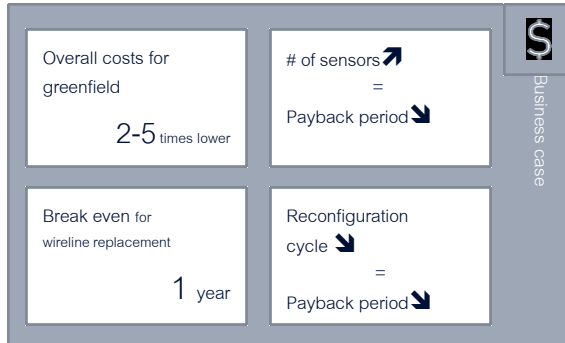 Overall costs for
greenfield
2-5 times lower
# of sensors
=
Payback period
Break even for
wireline replacement
1 year
Reconfiguration
cycle
=
Payback period
$
Business case